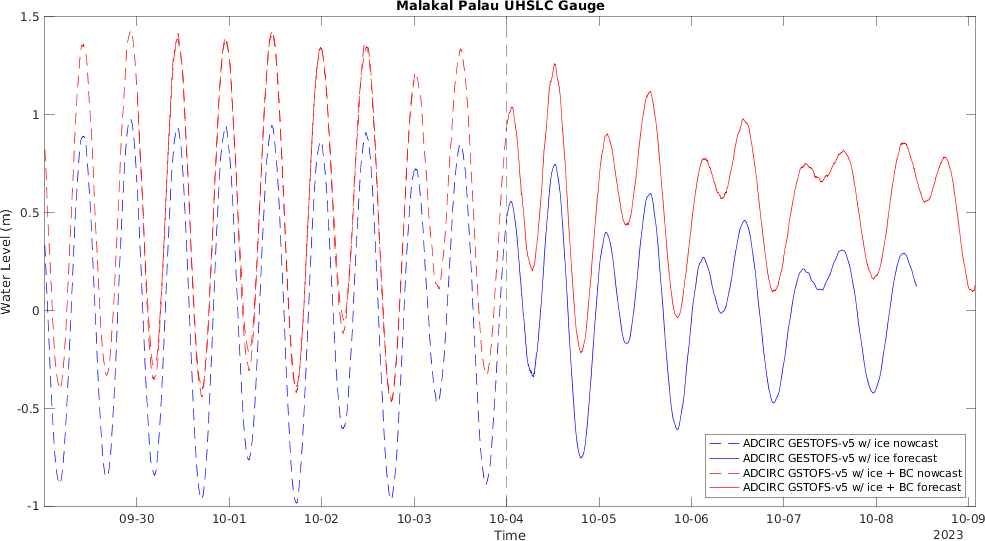 Malakal Palau UHSLC Gauge
1.5
1
0.5
0
-0.5
-1
Water Level (m)
09-30
10-01
10-02
10-03
10-04
10-05
10-06
10-07
10-08
10-09
Time
2023
ADCIRC GESTOFS-v5 w/ ice nowcast
ADCIRC GESTOFS-v5 w/ ice forecast
ADCIRC GSTOFS-v5 w/ ice + BC nowcast
ADCIRC GSTOFS-v5 w/ ice + BC forecast